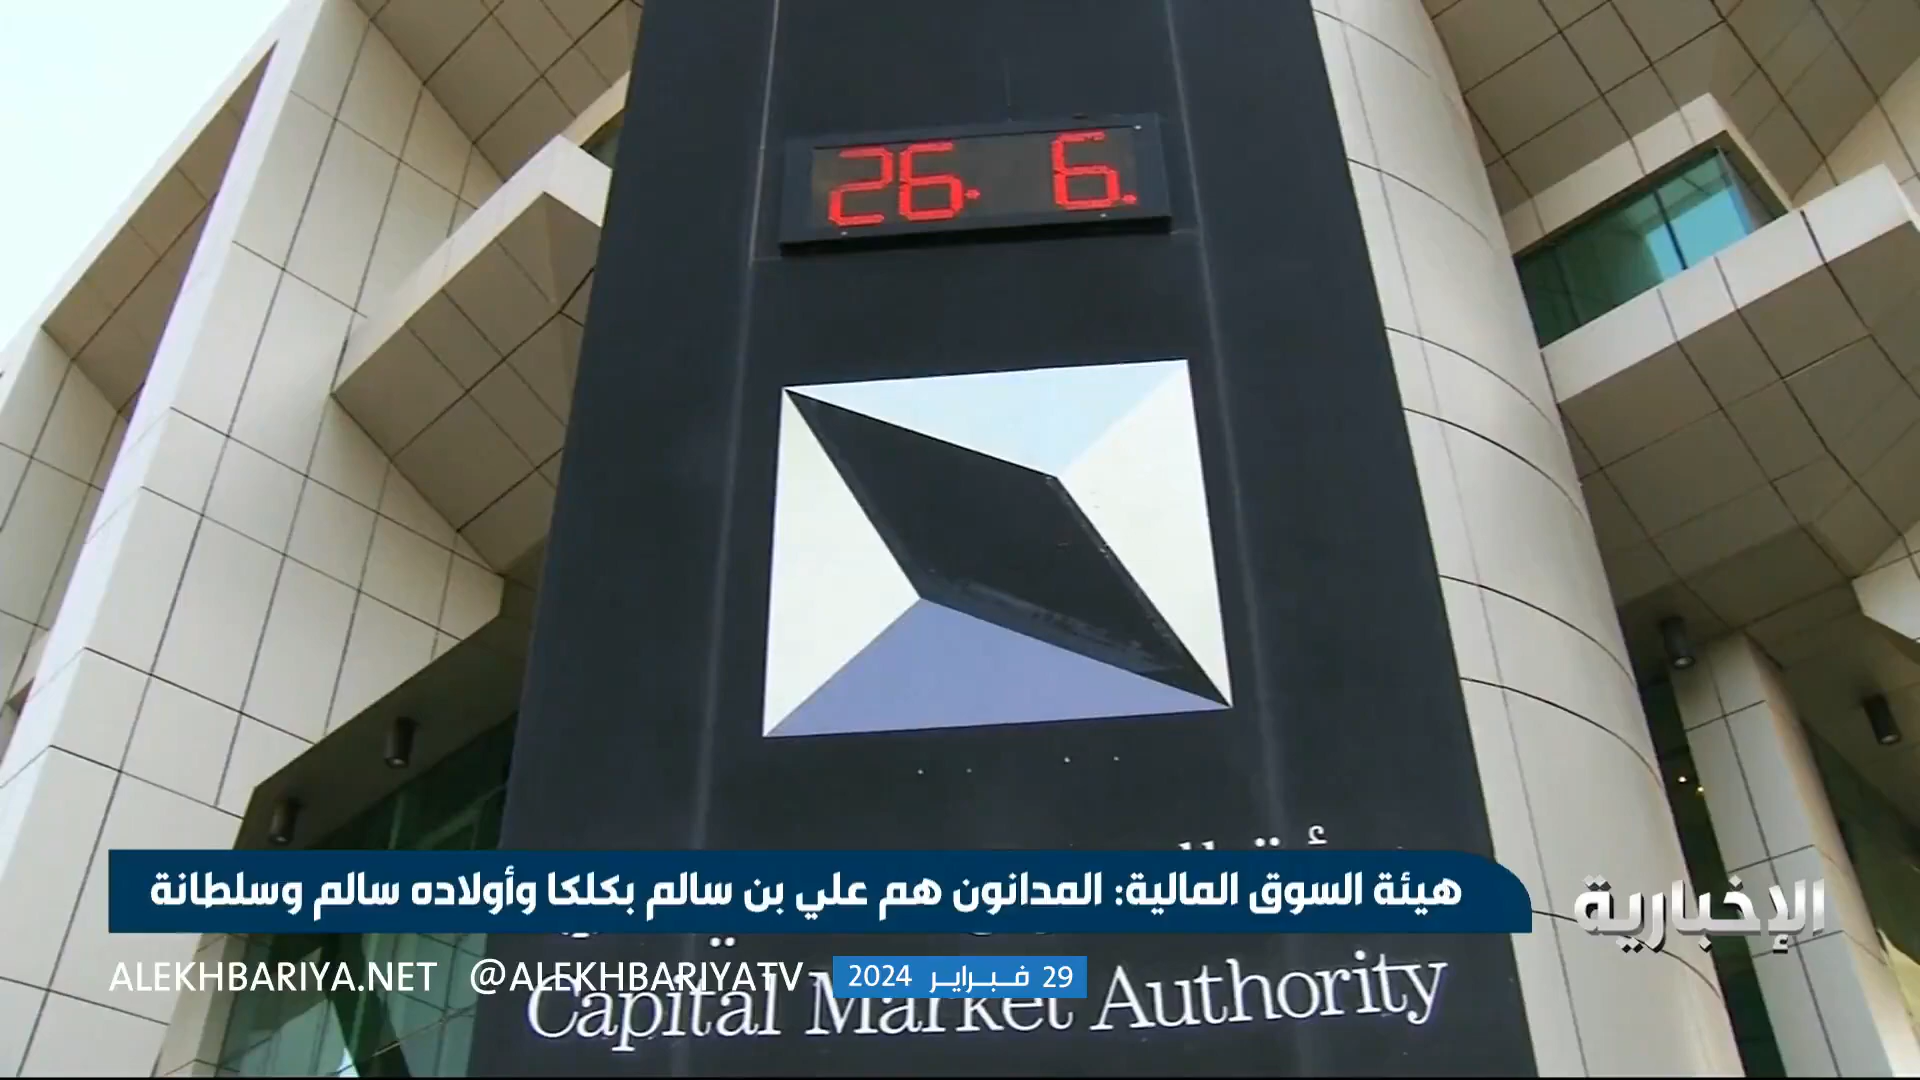 26. 6.
هيئة السوق المالية: المدانون هم علي بن سالم بكلكا وأولاده سالم وسلطانة
الإخبارية
ALEKHBARIYA.NET @ALEKHBARIYATV 29 فبراير 2024
Capital Market Authority